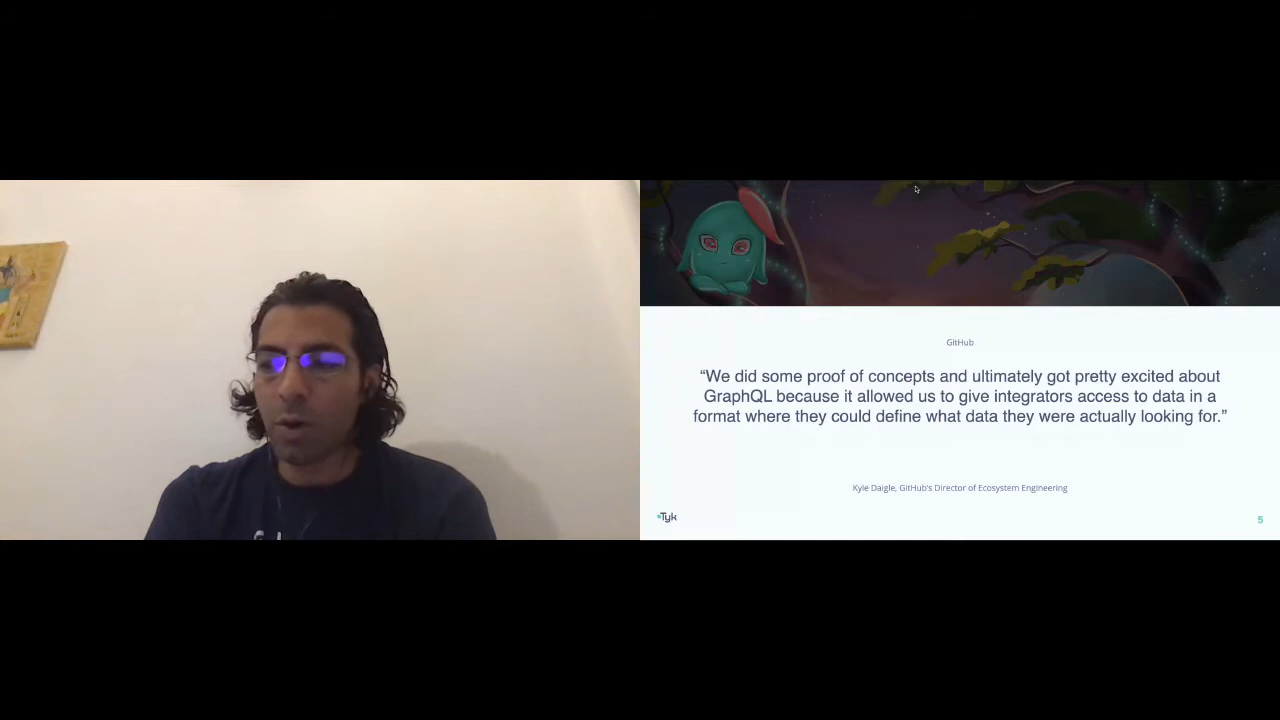 GitHub
“We did some proof of concepts and ultimately got pretty excited about
GraphQL because it allowed us to give integrators access to data in a
format where they could define what data they were actually looking for.”
Kyle Daigle, GitHub's Director of Ecosystem Engineering
Tyk
5